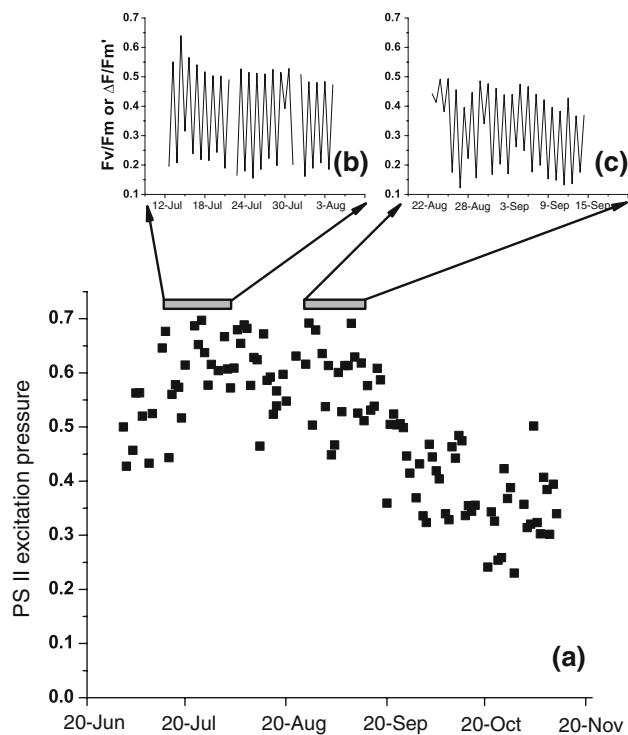 0.7
0.6
0.5
0.4
0.3
0.2
0.1
Fv/Fm or ΔF/Fm'
(b)
12-Jul 18-Jul 24-Jul 30-Jul 3-Aug
0.7
0.6
0.5
0.4
0.3
0.2
0.1
(c)
22-Aug 28-Aug 3-Sep 9-Sep 15-Sep
0.7
0.6
0.5
0.4
0.3
0.2
0.1
0.0
PS II excitation pressure
(a)
20-Jun 20-Jul 20-Aug 20-Sep 20-Oct 20-Nov